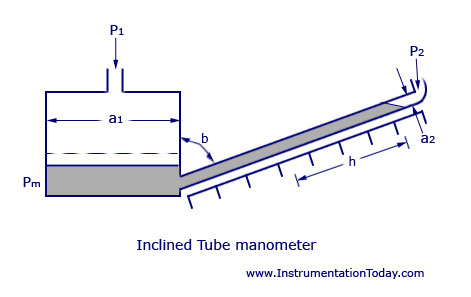 P1
P2
a1
b
a2
Pm
h
Inclined Tube manometer
www.InstrumentationToday.com